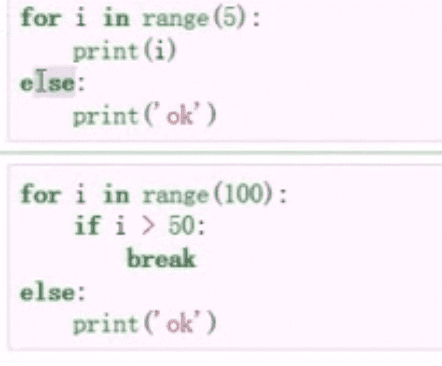 for i in range(5):
    print(i)
else:
    print('ok')
for i in range(100):
    if i > 50:
        break
else:
    print('ok')